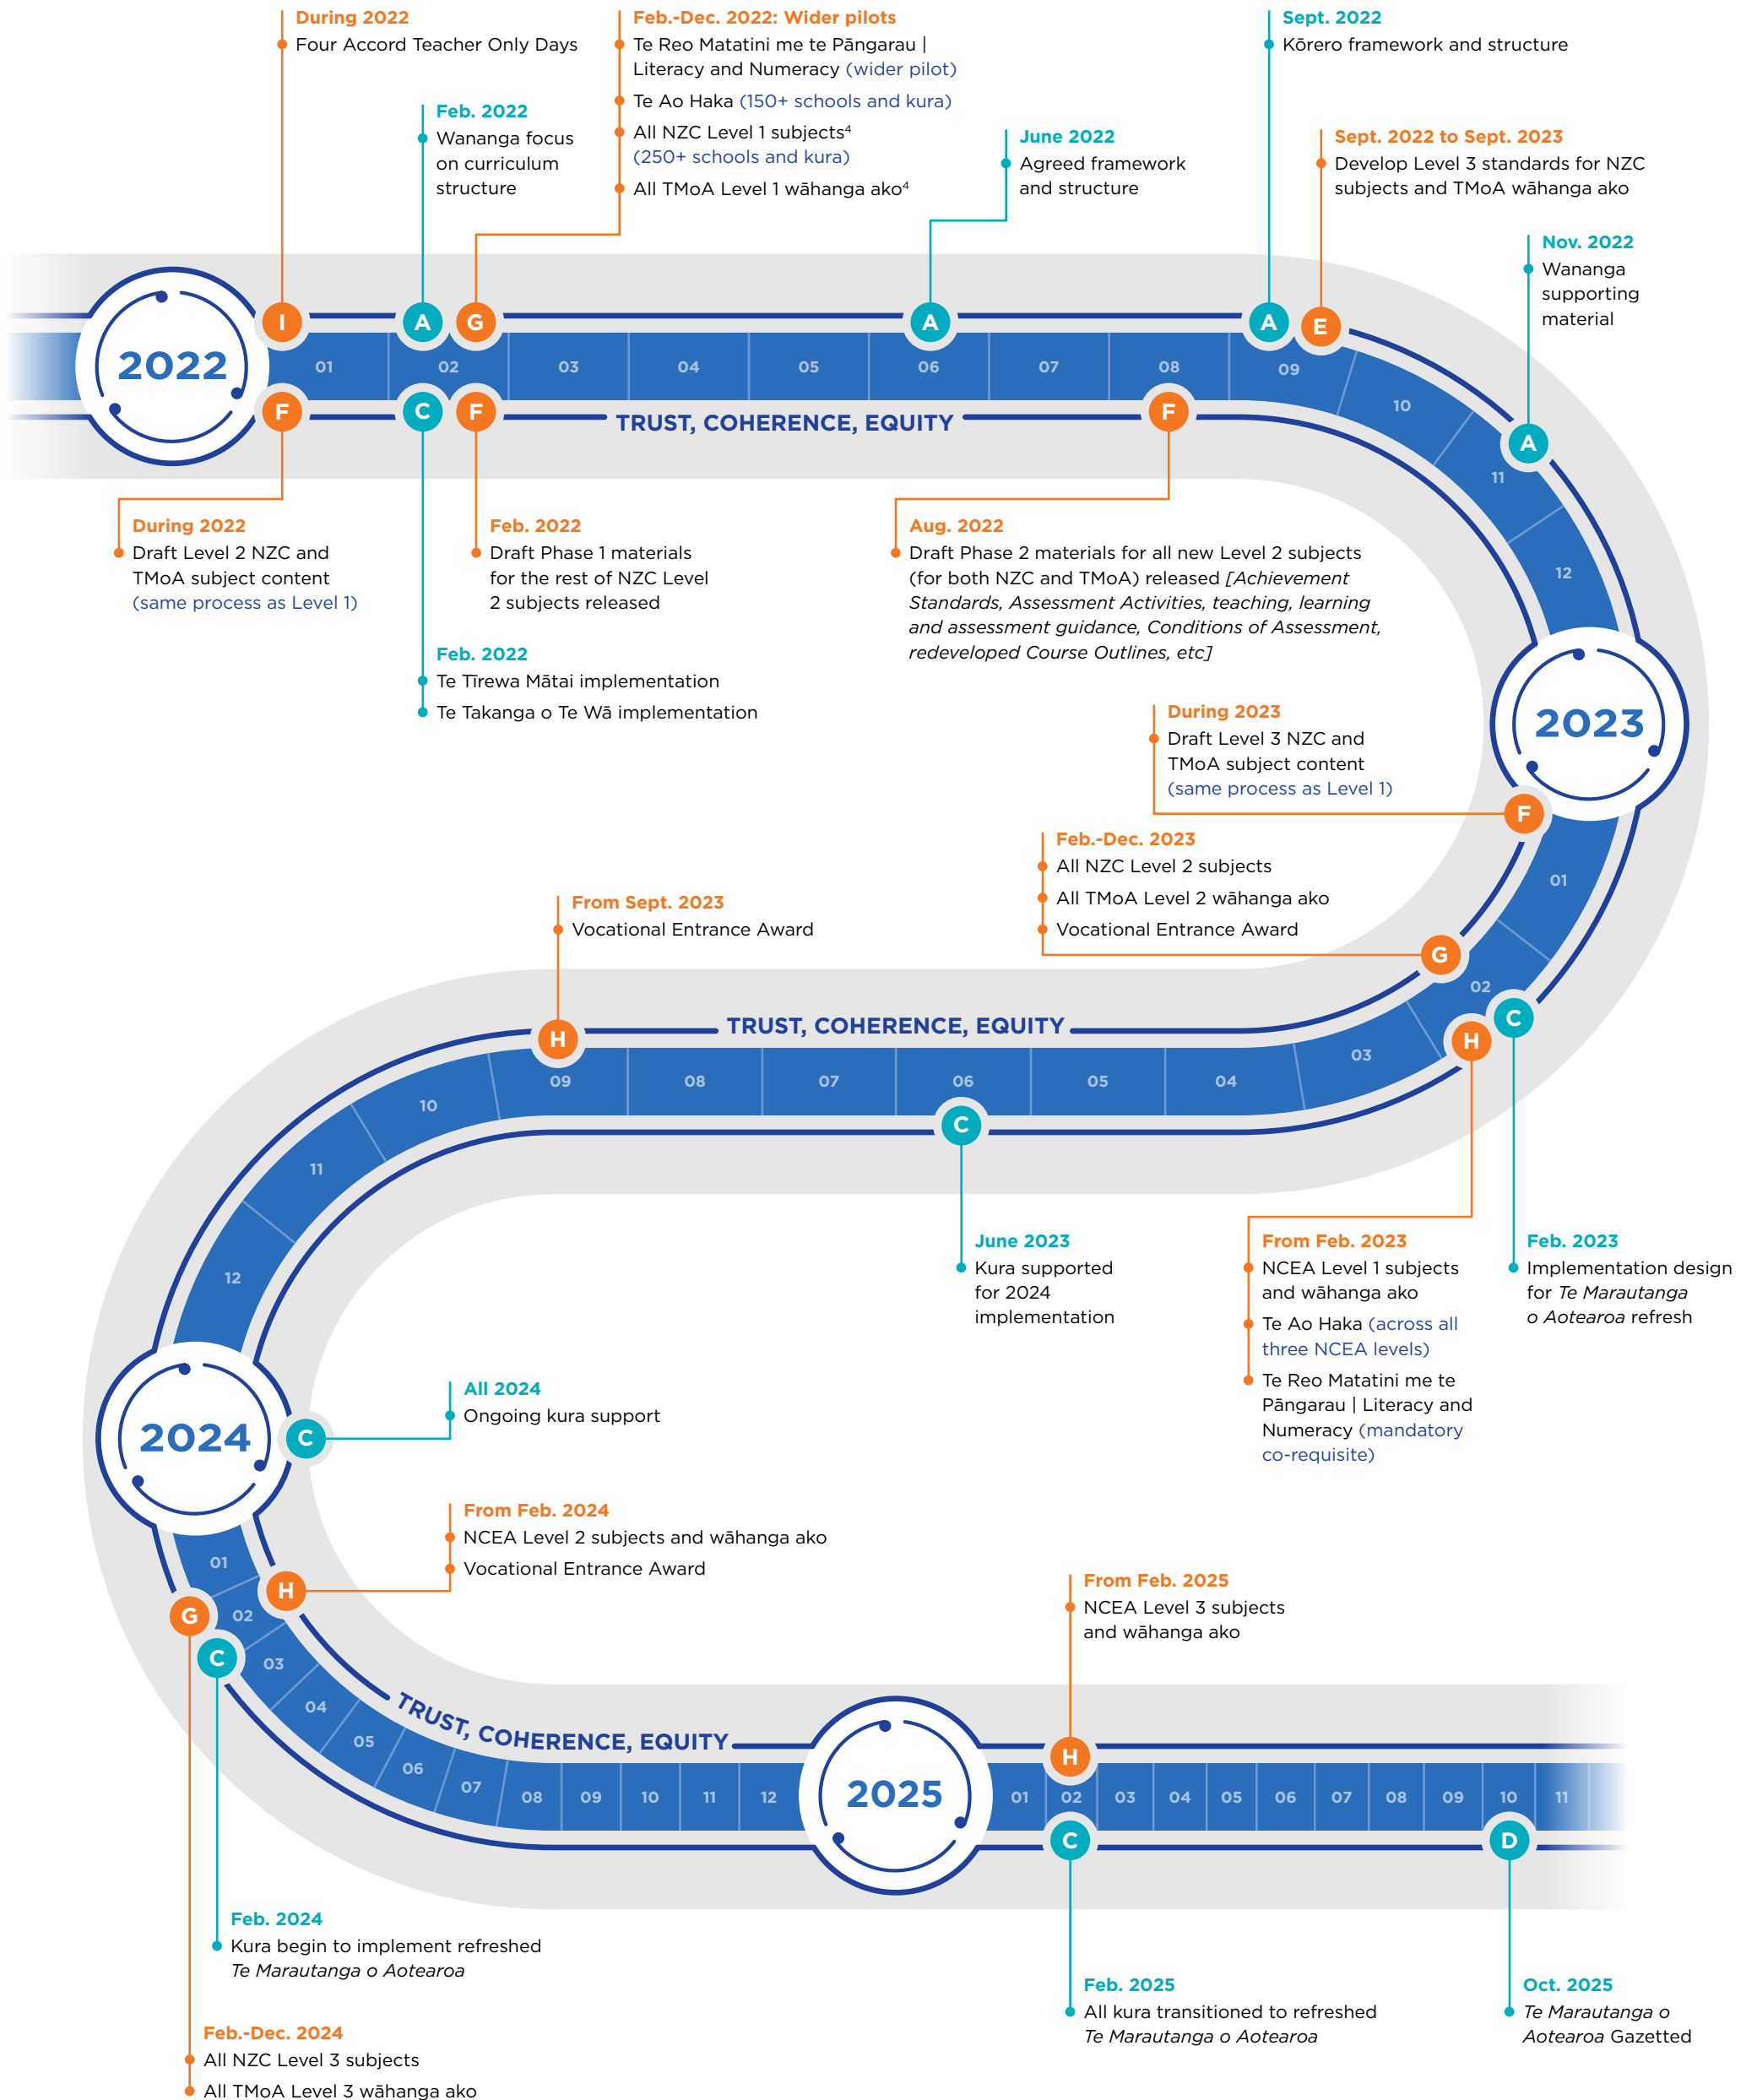 During 2022
Four Accord Teacher Only Days
Feb. 2022
Wananga focus
on curriculum
structure
Feb.-Dec. 2022: Wider pilots
Te Reo Matatini me te Pāngarau |
Literacy and Numeracy (wider pilot)
Te Ao Haka (150+ schools and kura)
All NZC Level 1 subjects⁴
(250+ schools and kura)
All TMoA Level 1 wāhanga ako⁴
June 2022
Agreed framework
and structure
Sept. 2022
Kōrero framework and structure
Sept. 2022 to Sept. 2023
Develop Level 3 standards for NZC
subjects and TMoA wāhanga ako
Nov. 2022
Wananga
supporting
material
I
A
G
A
A
E
A
2022
01
02
03
04
05
06
07
08
09
10
11
12
F
C
F
F
TRUST, COHERENCE, EQUITY
During 2022
Draft Level 2 NZC and
TMoA subject content
(same process as Level 1)
Feb. 2022
Draft Phase 1 materials
for the rest of NZC Level
2 subjects released
Feb. 2022
Te Tīrewa Mātai implementation
Te Takanga o Te Wā implementation
Aug. 2022
Draft Phase 2 materials for all new Level 2 subjects
(for both NZC and TMoA) released [Achievement
Standards, Assessment Activities, teaching, learning
and assessment guidance, Conditions of Assessment,
redeveloped Course Outlines, etc]
2023
During 2023
Draft Level 3 NZC and
TMoA subject content
(same process as Level 1)
F
Feb.-Dec. 2023
All NZC Level 2 subjects
All TMoA Level 2 wāhanga ako
Vocational Entrance Award
G
From Sept. 2023
Vocational Entrance Award
H
TRUST, COHERENCE, EQUITY
01
02
03
04
05
06
07
08
09
10
11
12
C
H
C
June 2023
Kura supported
for 2024
implementation
From Feb. 2023
NCEA Level 1 subjects
and wāhanga ako
Te Ao Haka (across all
three NCEA levels)
Te Reo Matatini me te
Pāngarau | Literacy and
Numeracy (mandatory
co-requisite)
Feb. 2023
Implementation design
for Te Marautanga
o Aotearoa refresh
2024
C
All 2024
Ongoing kura support
From Feb. 2024
NCEA Level 2 subjects and wāhanga ako
Vocational Entrance Award
H
G
C
01
02
03
04
05
06
07
08
09
10
11
12
TRUST, COHERENCE, EQUITY
2025
From Feb. 2025
NCEA Level 3 subjects
and wāhanga ako
H
01
02
03
04
05
06
07
08
09
10
11
C
D
Feb. 2024
Kura begin to implement refreshed
Te Marautanga o Aotearoa
Feb.-Dec. 2024
All NZC Level 3 subjects
All TMoA Level 3 wāhanga ako
Feb. 2025
All kura transitioned to refreshed
Te Marautanga o Aotearoa
Oct. 2025
Te Marautanga o
Aotearoa Gazetted